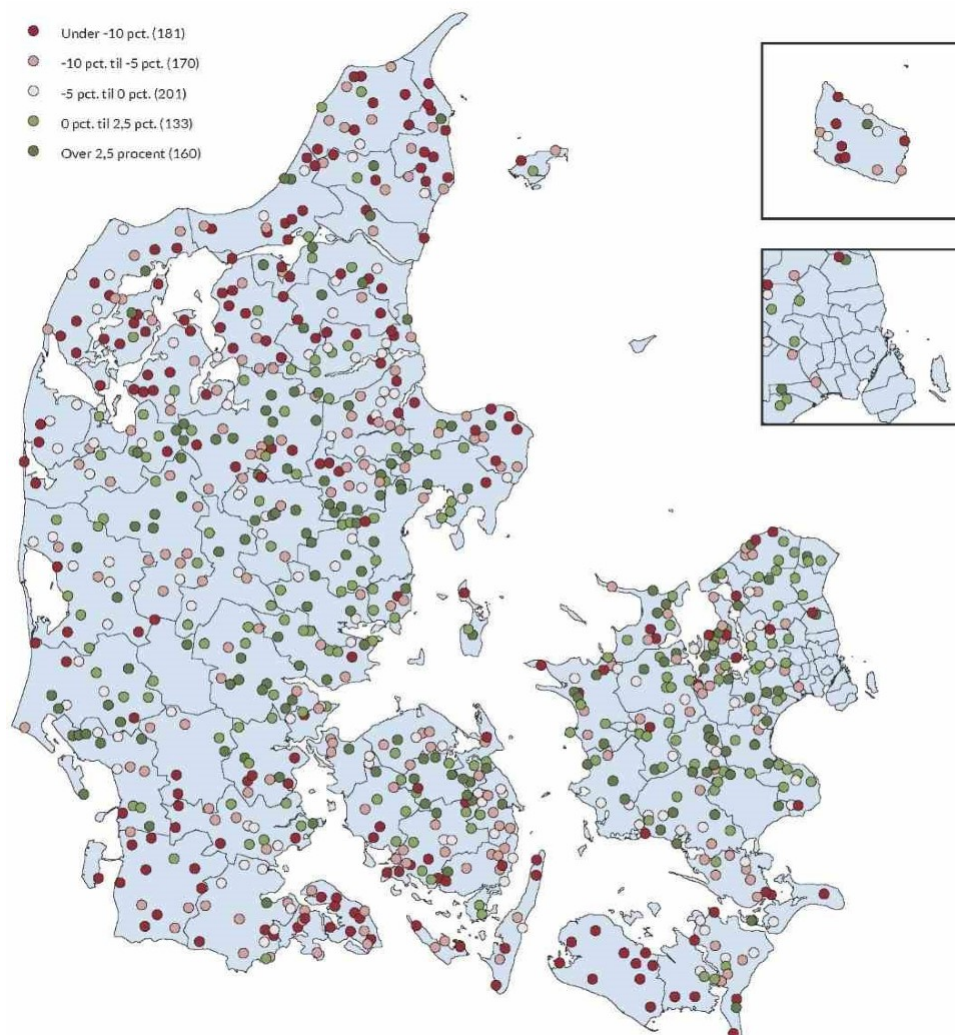 Under -10 pct. (181)
-10 pct. til -5 pct. (170)
-5 pct. til 0 pct. (201)
0 pct. til 2,5 pct. (133)
Over 2,5 procent (160)